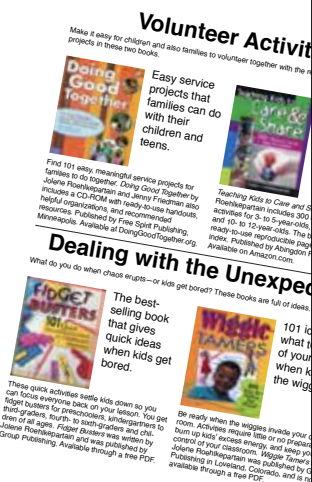 Volunteer Activit
Make it easy for children and also families to volunteer together with the re
projects in these two books.
Doing
Good
Together
Easy service
projects that
families can do
with their
children and
teens.
Find 101 easy, meaningful service projects for
families to do together. Doing Good Together by
Jolene Roehlkepartain and Jenny Friedman also
includes a CD-ROM with ready-to-use handouts,
helpful organizations, and recommended
resources. Published by Free Spirit Publishing,
Minneapolis. Available at DoingGoodTogether.org.
Share
Teaching Kids to Care and S
Roehlkepartain includes 300
activities for 3- to 5-year-olds,
and 10- to 12-year-olds. The b
ready-to-use reproducible pag
index. Published by Abingdon P
Available on Amazon.com.
Dealing with the Unexpec
What do you do when chaos erupts—or kids get bored? These books are full of ideas.
FIDGET
BUSTERS
The best-
selling book
that gives
quick ideas
when kids get
bored.
These quick activities settle kids down so you
can focus everyone back on your lesson. You get
fidget busters for preschoolers, kindergartners to
third-graders, fourth- to sixth-graders and chil-
dren of all ages. Fidget Busters was written by
Jolene Roehlkepartain and was published by
Group Publishing. Available through a free PDF.
Wiggle
TAMERS
101 ic
what t
of your
when k
the wigg
Be ready when the wiggles invade your c
room. Activities require little or no prepara
burn up kids' excess energy, and keep you
control of your classroom. Wiggle Tamers
Jolene Roehlkepartain was published by G
Publishing in Loveland, Colorado, and is no
available through a free PDF.